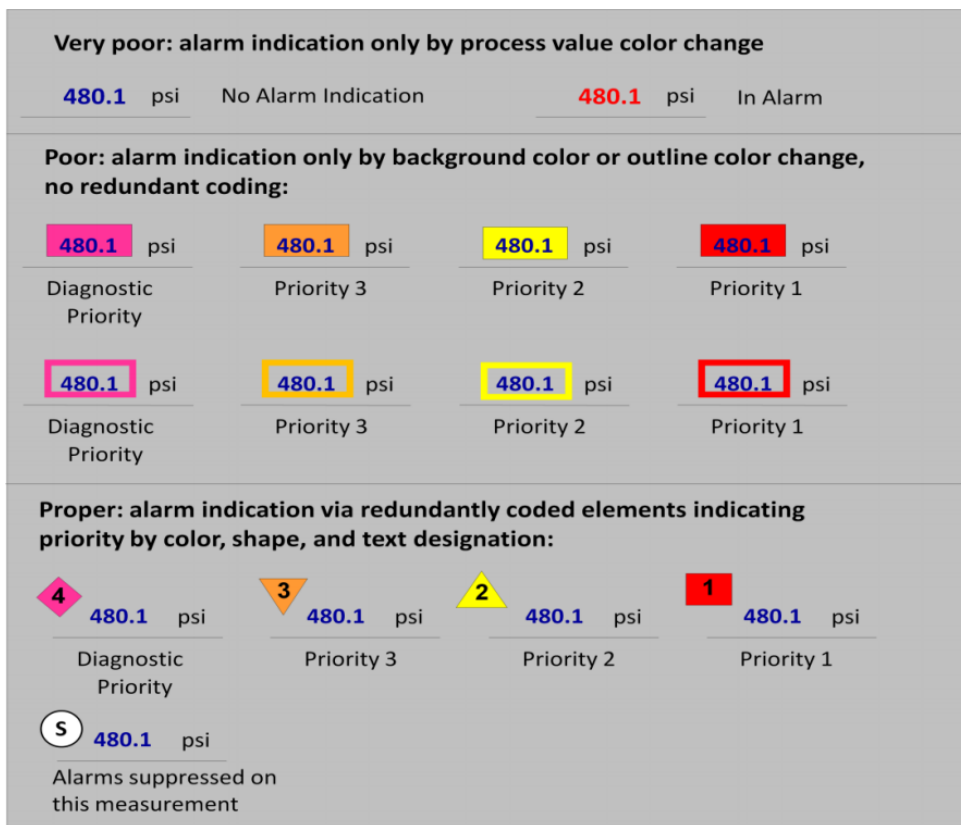 Very poor: alarm indication only by process value color change
480.1 psi No Alarm Indication 480.1 psi In Alarm
Poor: alarm indication only by background color or outline color change,
no redundant coding:
480.1 psi 480.1 psi 480.1 psi 480.1 psi
Diagnostic Priority 3 Priority 2 Priority 1
Priority
480.1 psi 480.1 psi 480.1 psi 480.1 psi
Diagnostic Priority 3 Priority 2 Priority 1
Priority
Proper: alarm indication via redundantly coded elements indicating
priority by color, shape, and text designation:
4 3 2 1
480.1 psi 480.1 psi 480.1 psi 480.1 psi
Diagnostic Priority 3 Priority 2 Priority 1
Priority
S
480.1 psi
Alarms suppressed on
this measurement